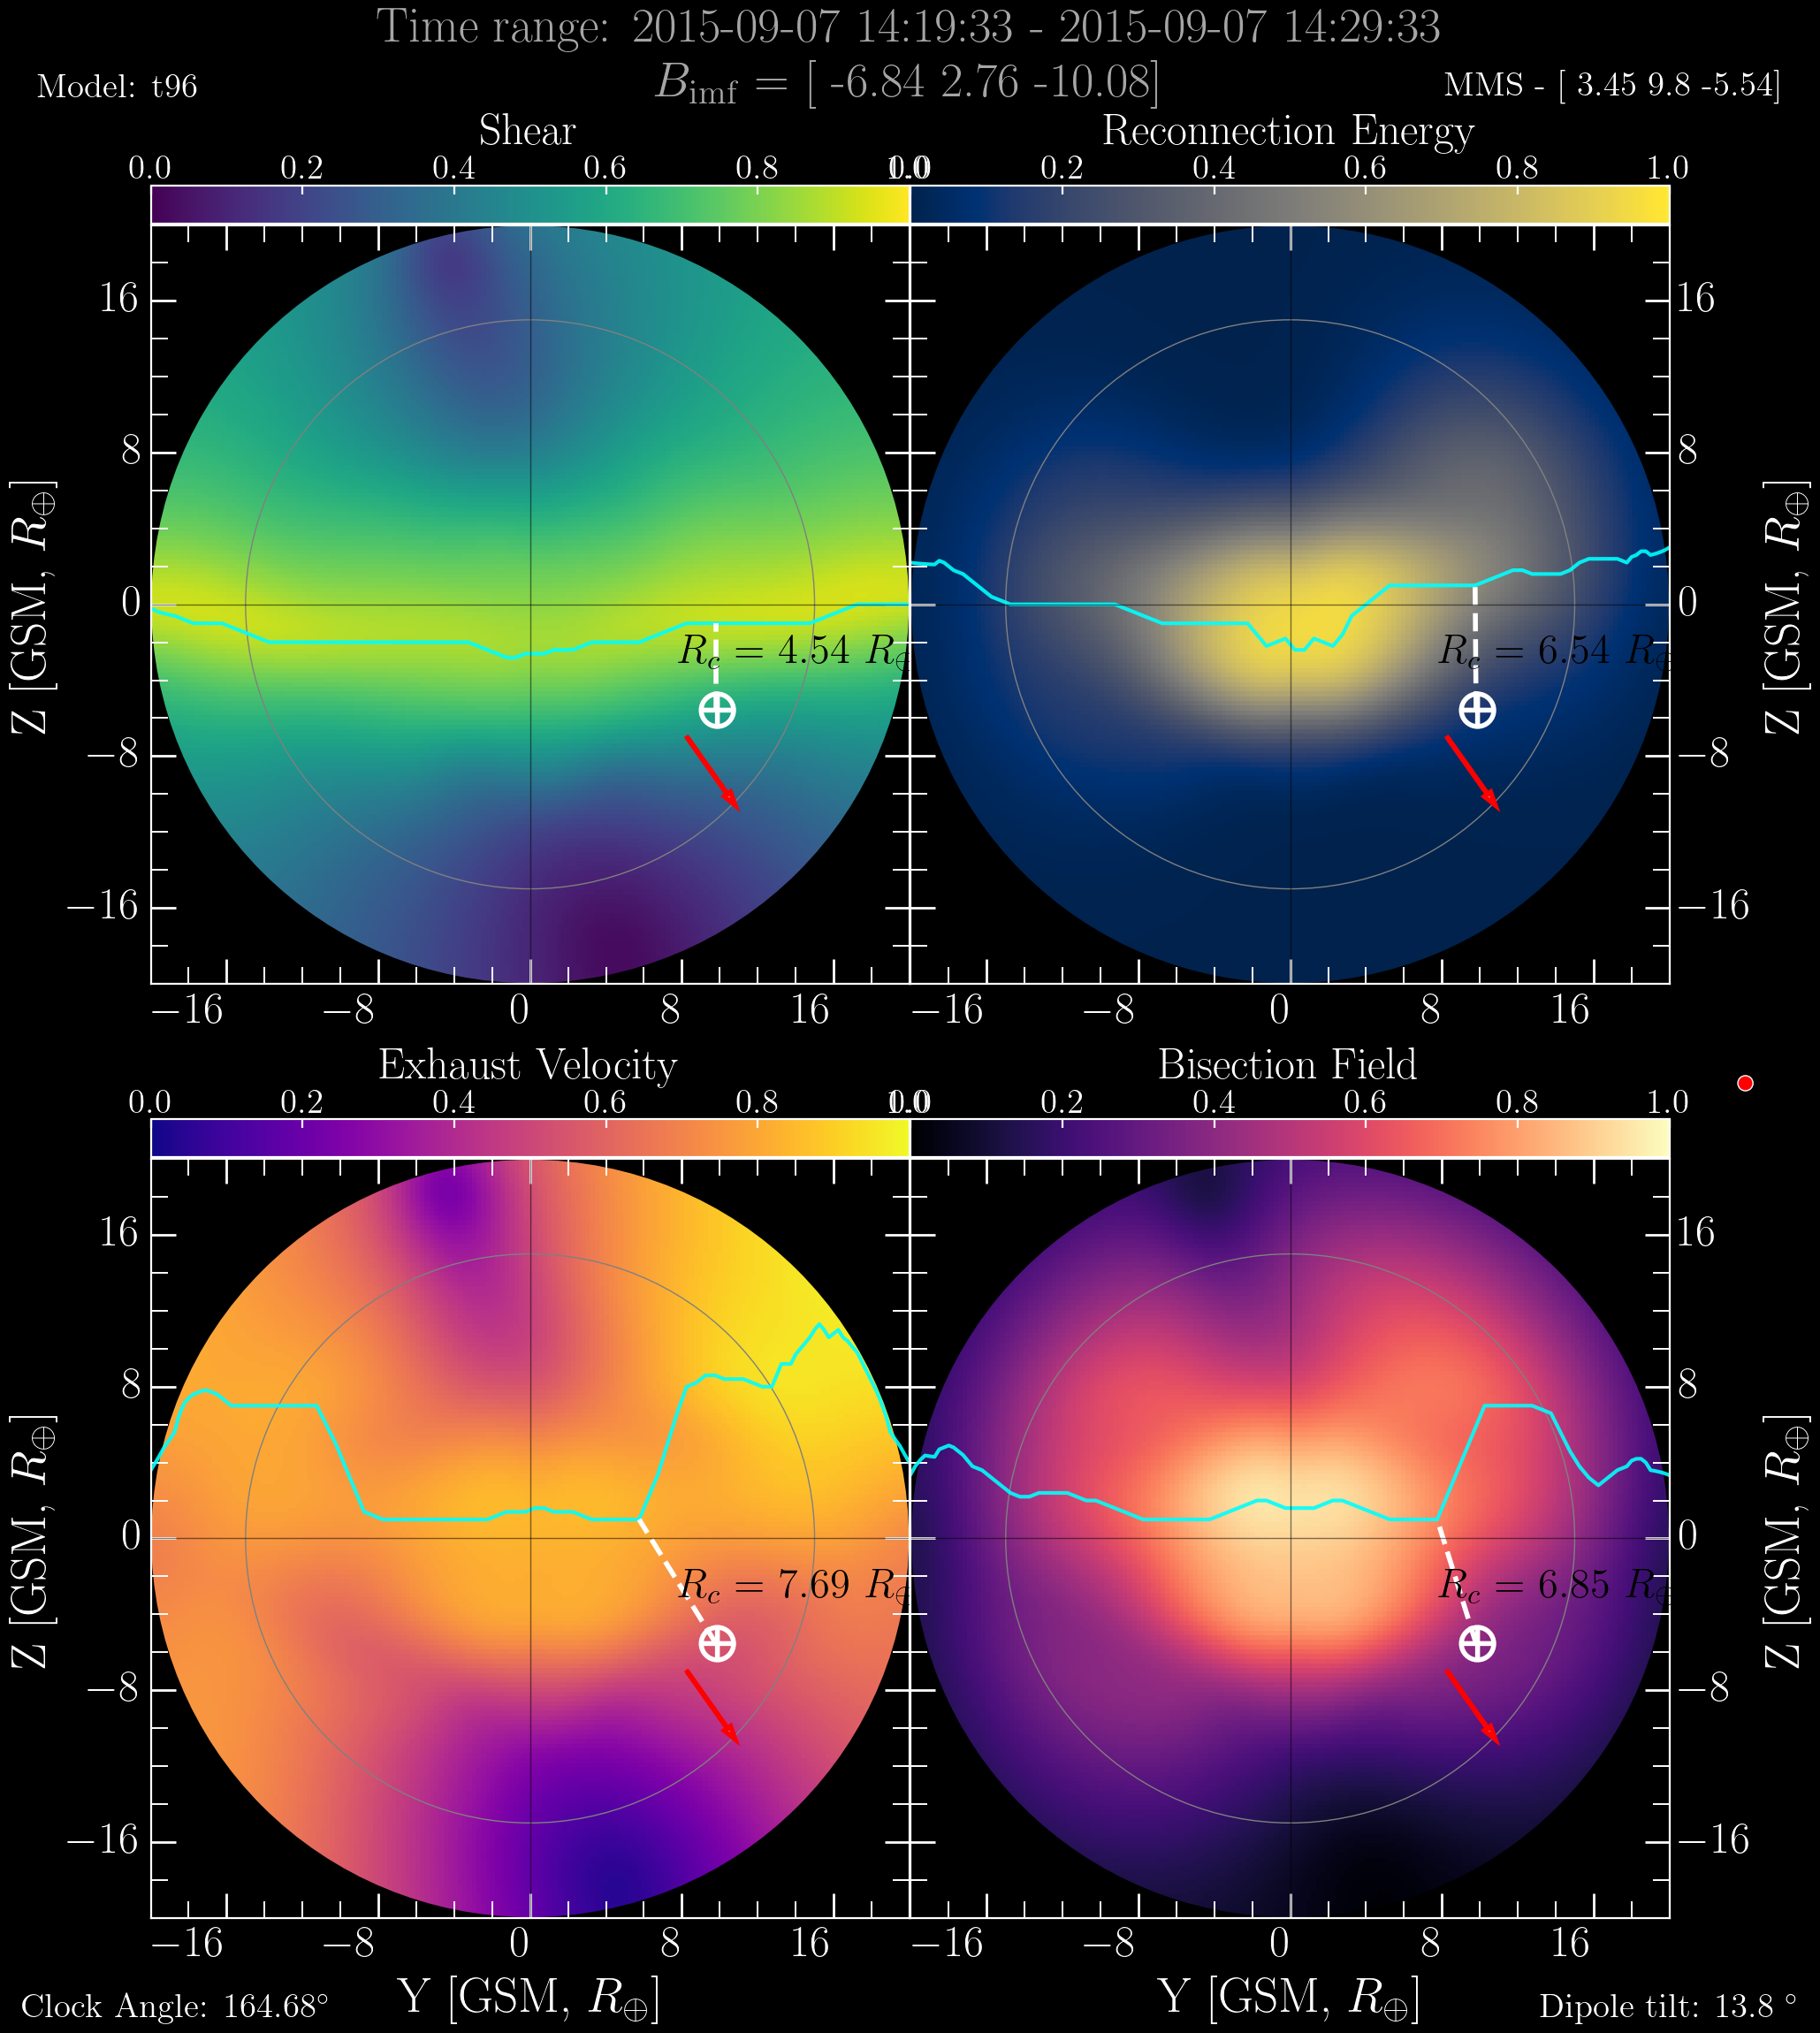 Time range: 2015-09-07 14:19:33 - 2015-09-07 14:29:33
Model: t96
B_imf = [ -6.84 2.76 -10.08]
MMS - [ 3.45 9.8 -5.54]
Shear
Reconnection Energy
0.0 0.2 0.4 0.6 0.8 1.0
0.0 0.2 0.4 0.6 0.8 1.0
16
8
0
−8
−16
Z [GSM, R⊕]
R_c = 4.54 R⊕
R_c = 6.54 R⊕
16
8
0
−8
−16
Z [GSM, R⊕]
−16 −8 0 8 16
−16 −8 0 8 16
Exhaust Velocity
Bisection Field
0.0 0.2 0.4 0.6 0.8 1.0
0.0 0.2 0.4 0.6 0.8 1.0
16
8
0
−8
−16
Z [GSM, R⊕]
R_c = 7.69 R⊕
R_c = 6.85 R⊕
16
8
0
−8
−16
Z [GSM, R⊕]
−16 −8 0 8 16
−16 −8 0 8 16
Y [GSM, R⊕]
Y [GSM, R⊕]
Clock Angle: 164.68°
Dipole tilt: 13.8 °